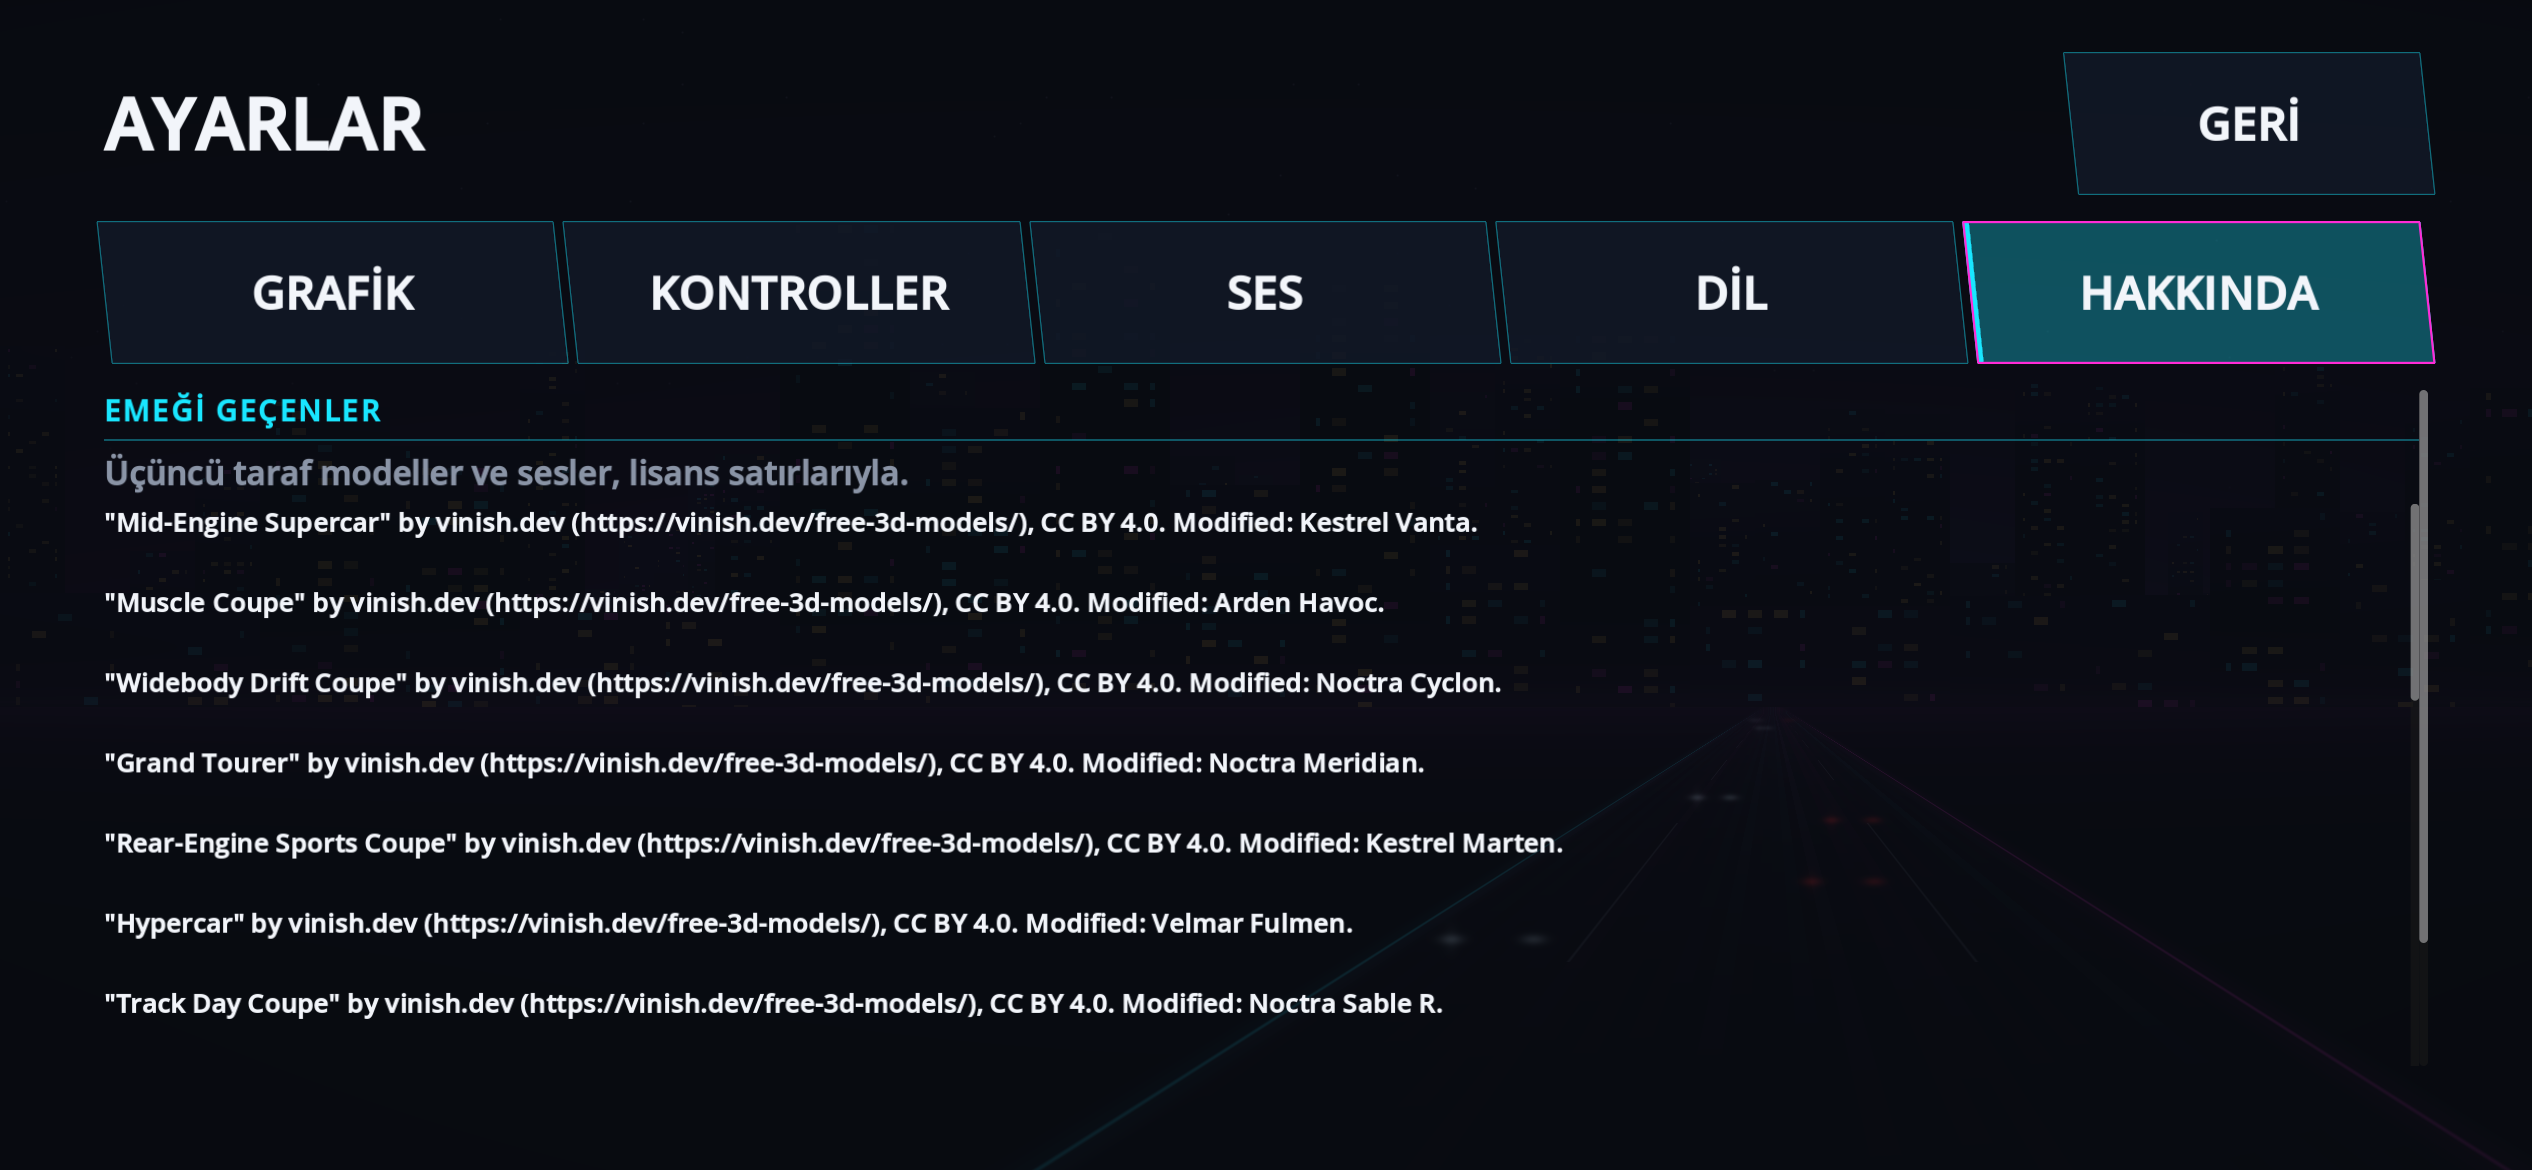 AYARLAR
GERİ
GRAFİK
KONTROLLER
SES
DİL
HAKKINDA
EMEĞİ GEÇENLER
Üçüncü taraf modeller ve sesler, lisans satırlarıyla.
"Mid-Engine Supercar" by vinish.dev (https://vinish.dev/free-3d-models/), CC BY 4.0. Modified: Kestrel Vanta.
"Muscle Coupe" by vinish.dev (https://vinish.dev/free-3d-models/), CC BY 4.0. Modified: Arden Havoc.
"Widebody Drift Coupe" by vinish.dev (https://vinish.dev/free-3d-models/), CC BY 4.0. Modified: Noctra Cyclon.
"Grand Tourer" by vinish.dev (https://vinish.dev/free-3d-models/), CC BY 4.0. Modified: Noctra Meridian.
"Rear-Engine Sports Coupe" by vinish.dev (https://vinish.dev/free-3d-models/), CC BY 4.0. Modified: Kestrel Marten.
"Hypercar" by vinish.dev (https://vinish.dev/free-3d-models/), CC BY 4.0. Modified: Velmar Fulmen.
"Track Day Coupe" by vinish.dev (https://vinish.dev/free-3d-models/), CC BY 4.0. Modified: Noctra Sable R.